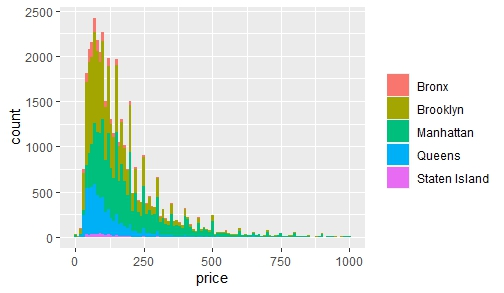 2500
2000
1500
1000
500
0
count
0 250 500 750 1000
price
Bronx
Brooklyn
Manhattan
Queens
Staten Island